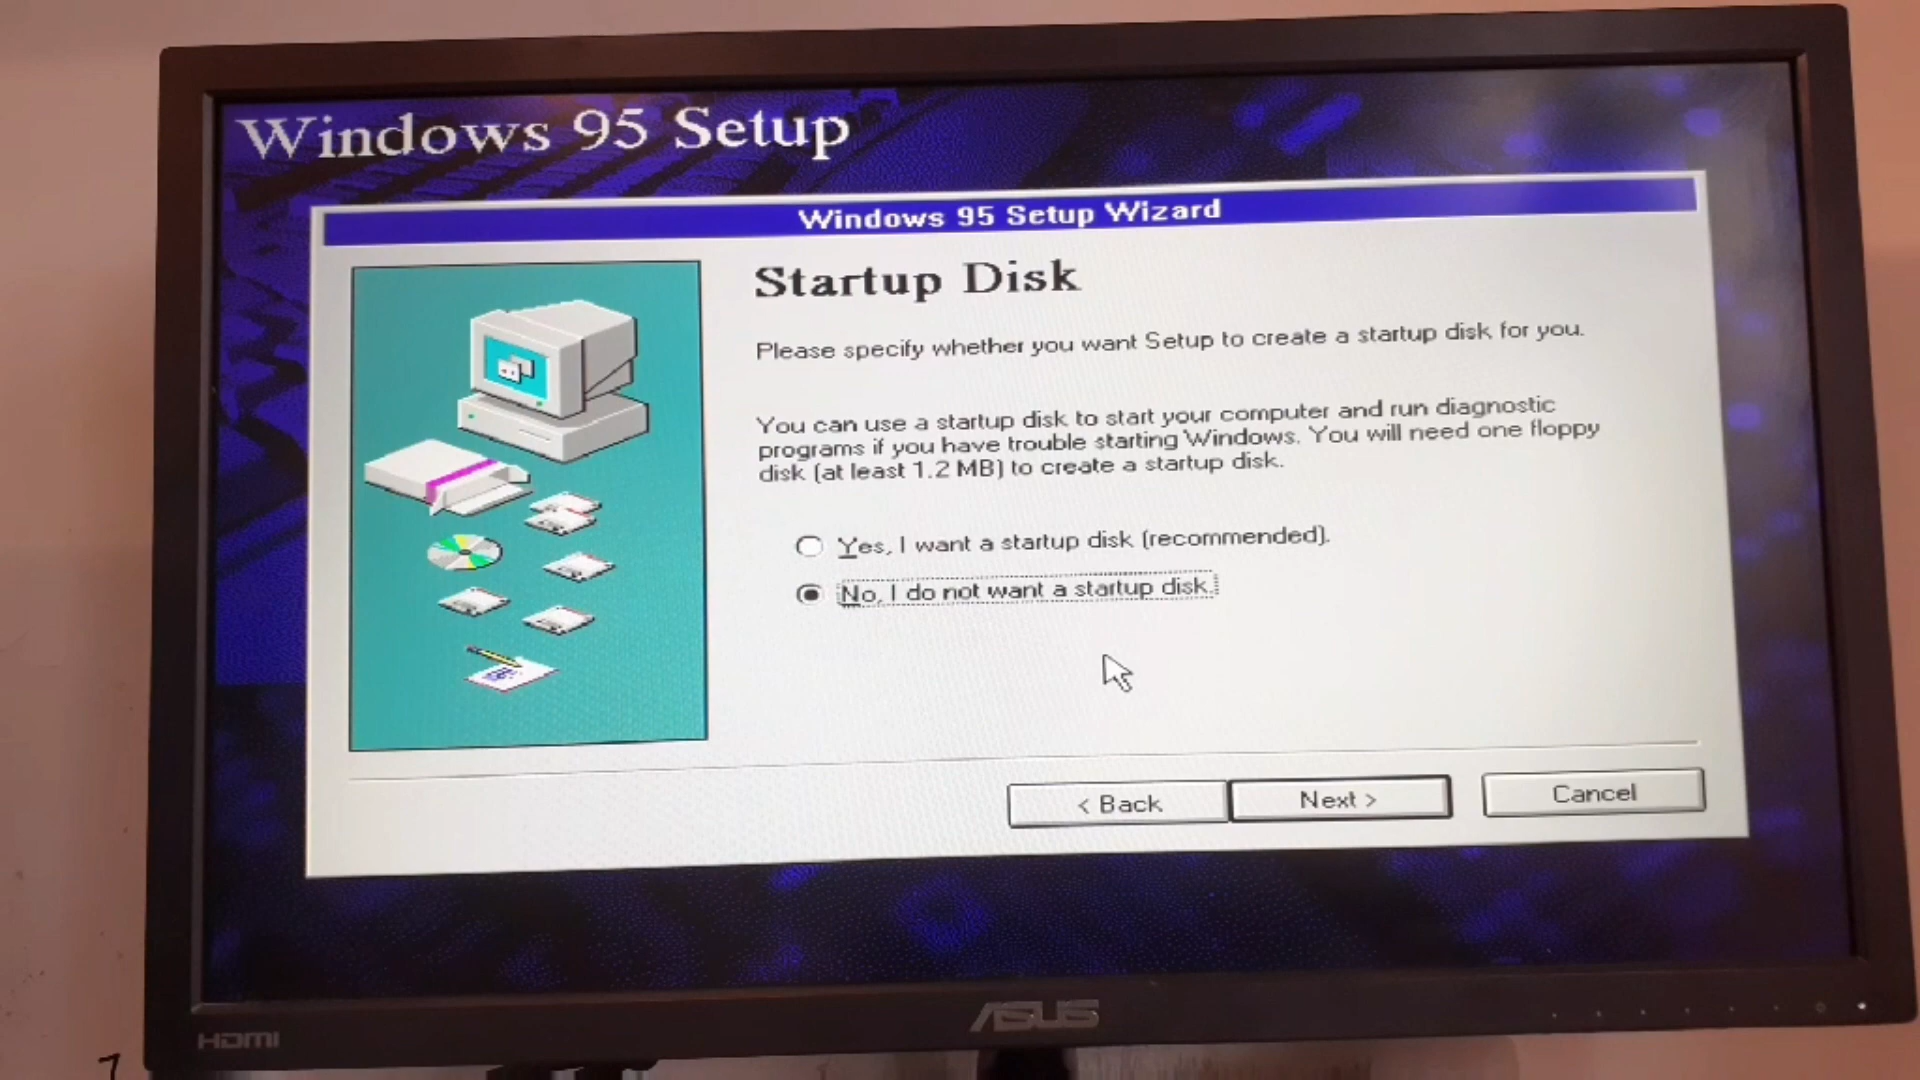 Windows 95 Setup
Windows 95 Setup Wizard
Startup Disk
Please specify whether you want Setup to create a startup disk for you.
You can use a startup disk to start your computer and run diagnostic
programs if you have trouble starting Windows. You will need one floppy
disk (at least 1.2 MB) to create a startup disk.
Yes, I want a startup disk (recommended).
No, I do not want a startup disk.
< Back
Next >
Cancel
ASUS
HDMI